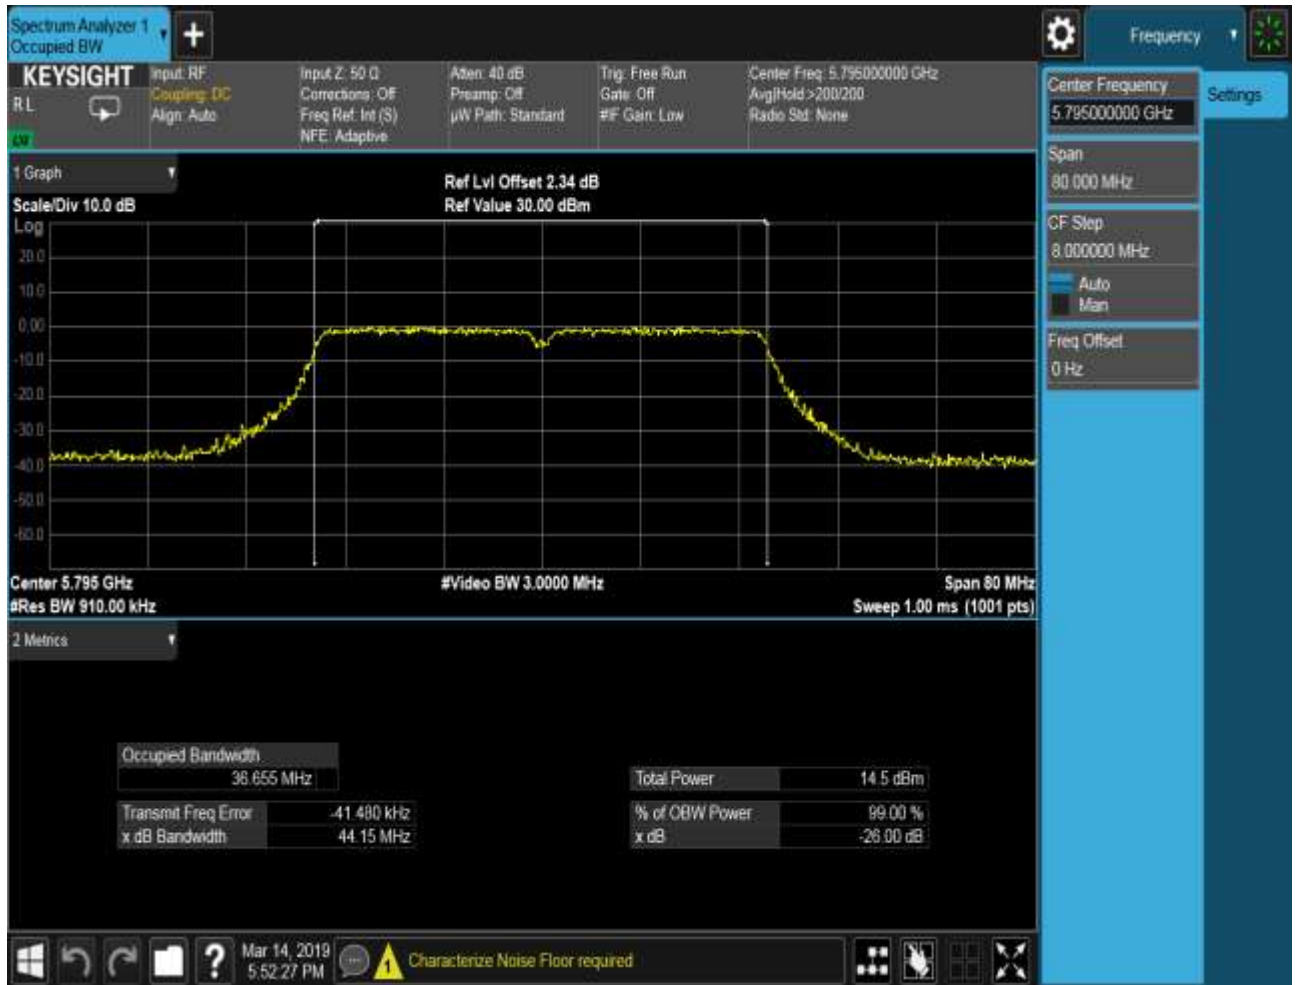 Spectrum Analyzer 1
Occupied BW
Frequency
KEYSIGHT
R L
Input: RF
Coupling: DC
Align: Auto
Input Z: 50 Ω
Corrections: Off
Freq Ref: Int (S)
NFE: Adaptive
Atten: 40 dB
Preamp: Off
µW Path: Standard
Trig: Free Run
Gate: Off
#IF Gain: Low
Center Freq: 5.795000000 GHz
Avg|Hold:>200/200
Radio Std: None
Center Frequency
5.795000000 GHz
Settings
Span
80.000 MHz
CF Step
8.000000 MHz
Auto
Man
Freq Offset
0 Hz
1 Graph
Scale/Div 10.0 dB
Ref Lvl Offset 2.34 dB
Ref Value 30.00 dBm
Log
20.0
10.0
0.00
-10.0
-20.0
-30.0
-40.0
-50.0
-60.0
Center 5.795 GHz
#Video BW 3.0000 MHz
Span 80 MHz
#Res BW 910.00 kHz
Sweep 1.00 ms (1001 pts)
2 Metrics
Occupied Bandwidth
36.655 MHz
Total Power 14.5 dBm
Transmit Freq Error -41.480 kHz
% of OBW Power 99.00 %
x dB Bandwidth 44.15 MHz
x dB -26.00 dB
?
Mar 14, 2019
5:52:27 PM
1
Characterize Noise Floor required